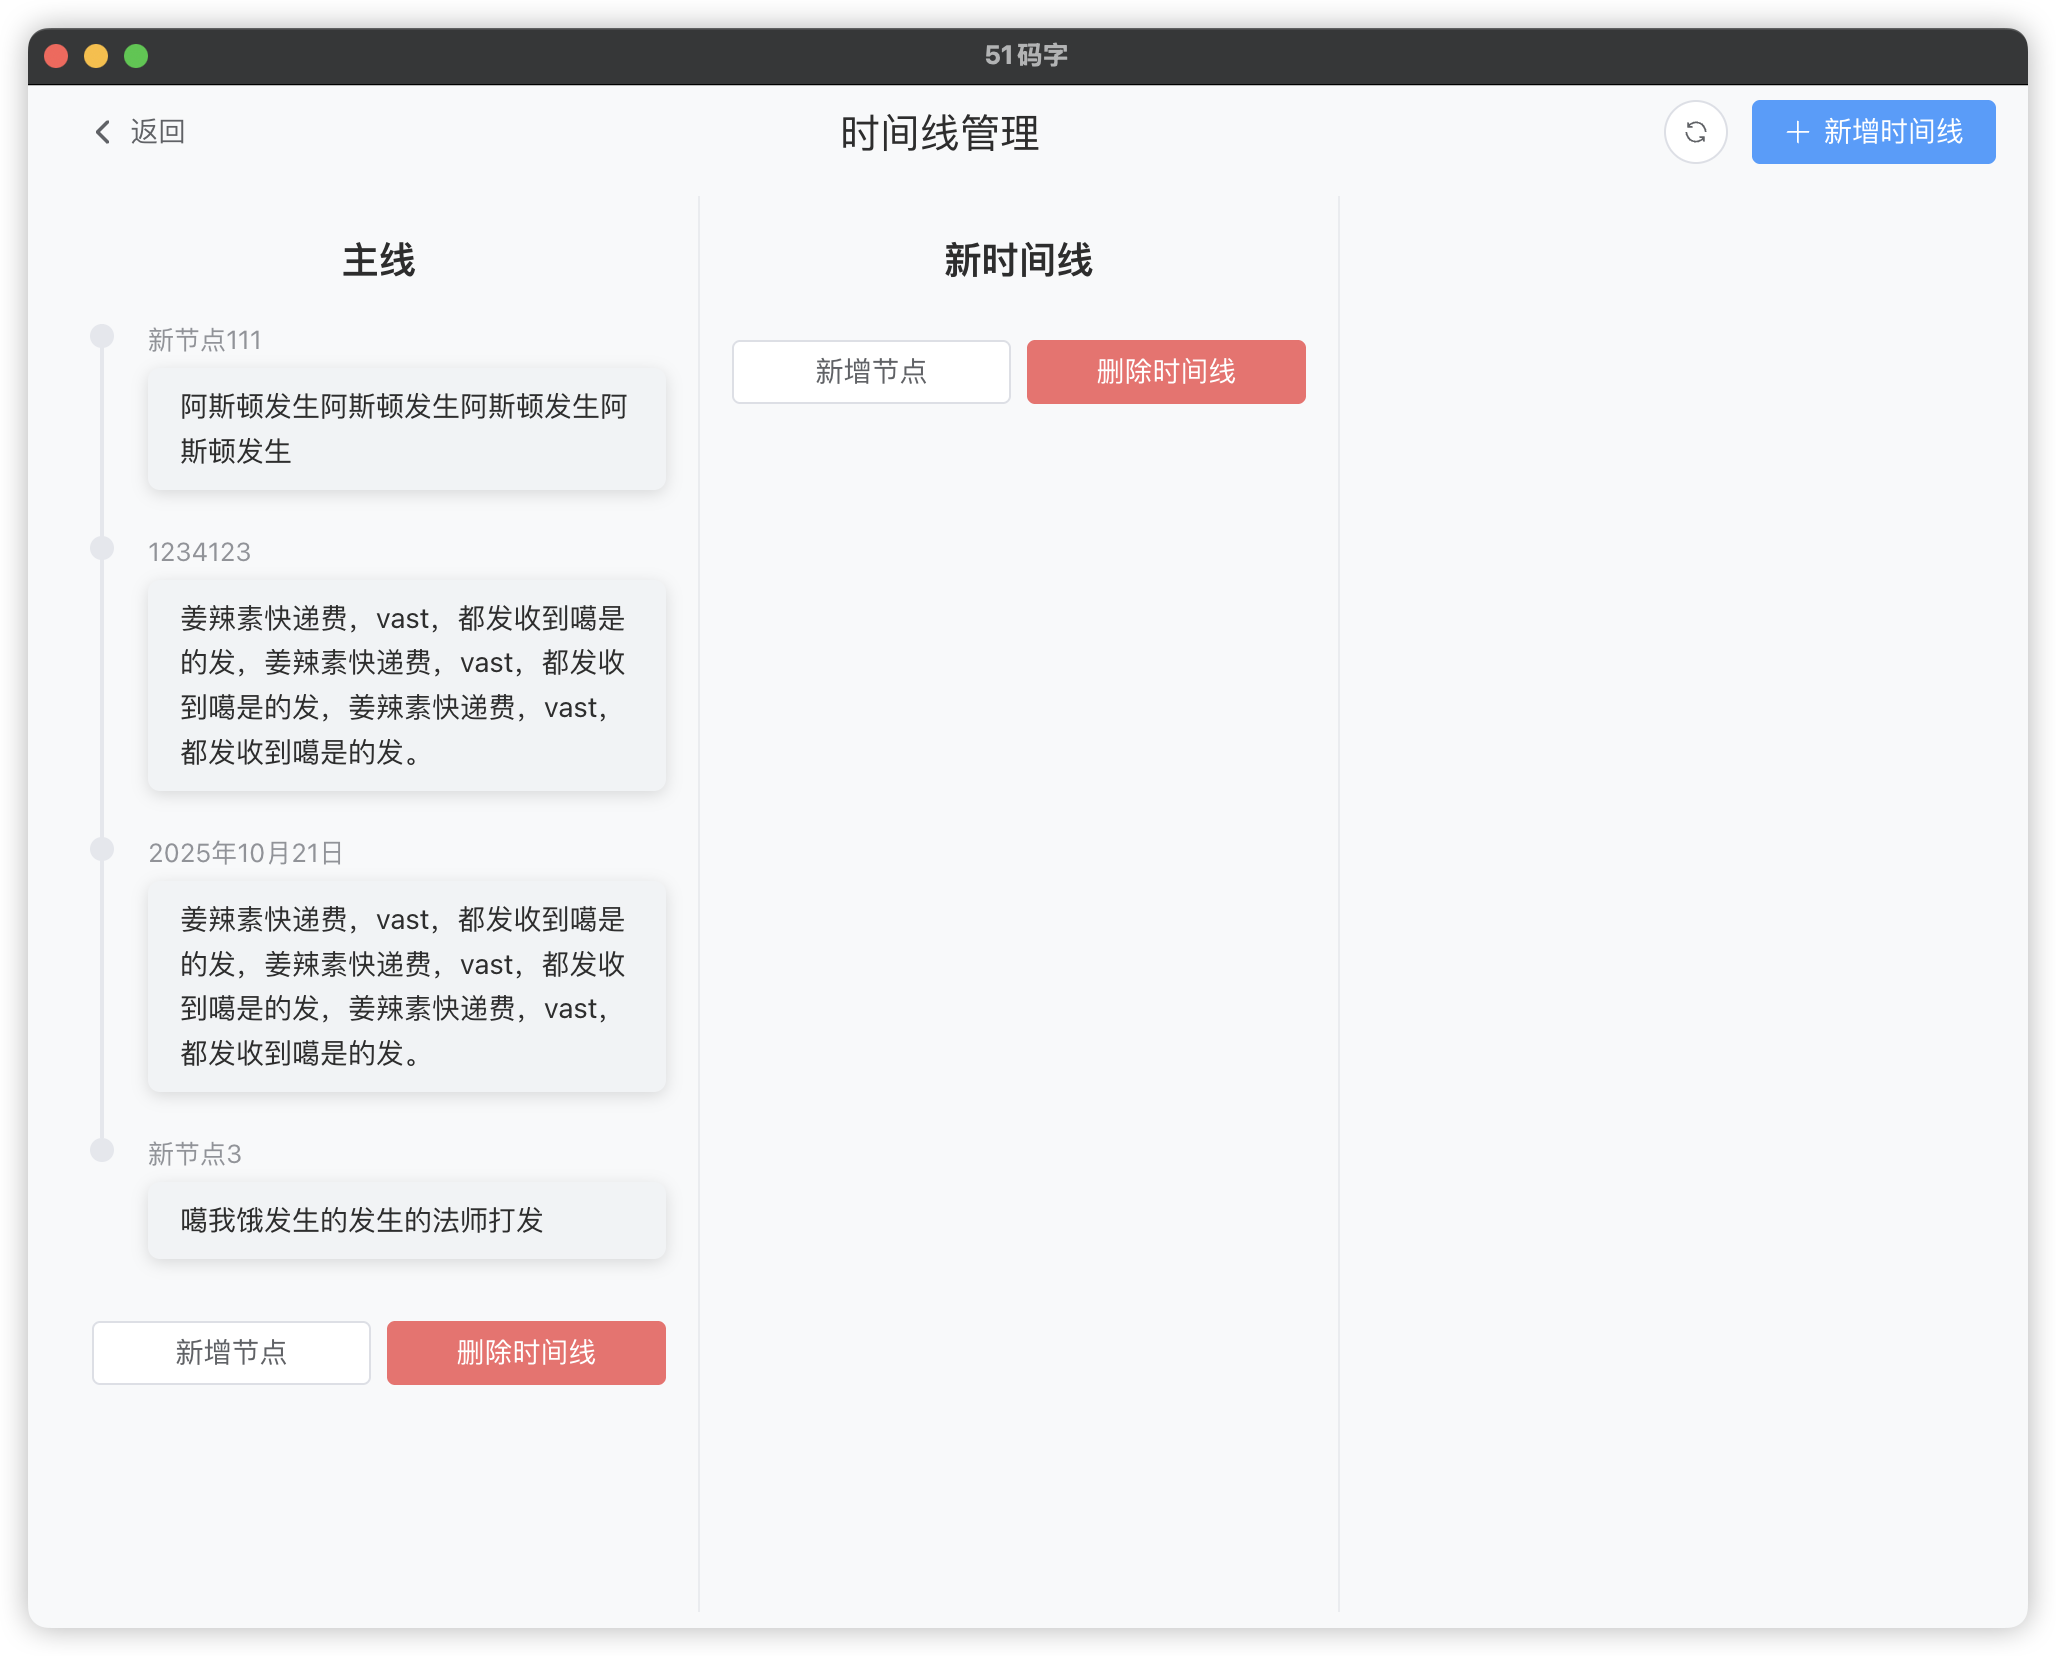 51码字
返回
时间线管理
新增时间线
主线
新节点111
阿斯顿发生阿斯顿发生阿斯顿发生阿
斯顿发生
1234123
姜辣素快递费，vast，都发收到噶是
的发，姜辣素快递费，vast，都发收
到噶是的发，姜辣素快递费，vast，
都发收到噶是的发。
2025年10月21日
姜辣素快递费，vast，都发收到噶是
的发，姜辣素快递费，vast，都发收
到噶是的发，姜辣素快递费，vast，
都发收到噶是的发。
新节点3
噶我饿发生的发生的法师打发
新增节点
删除时间线
新时间线
新增节点
删除时间线